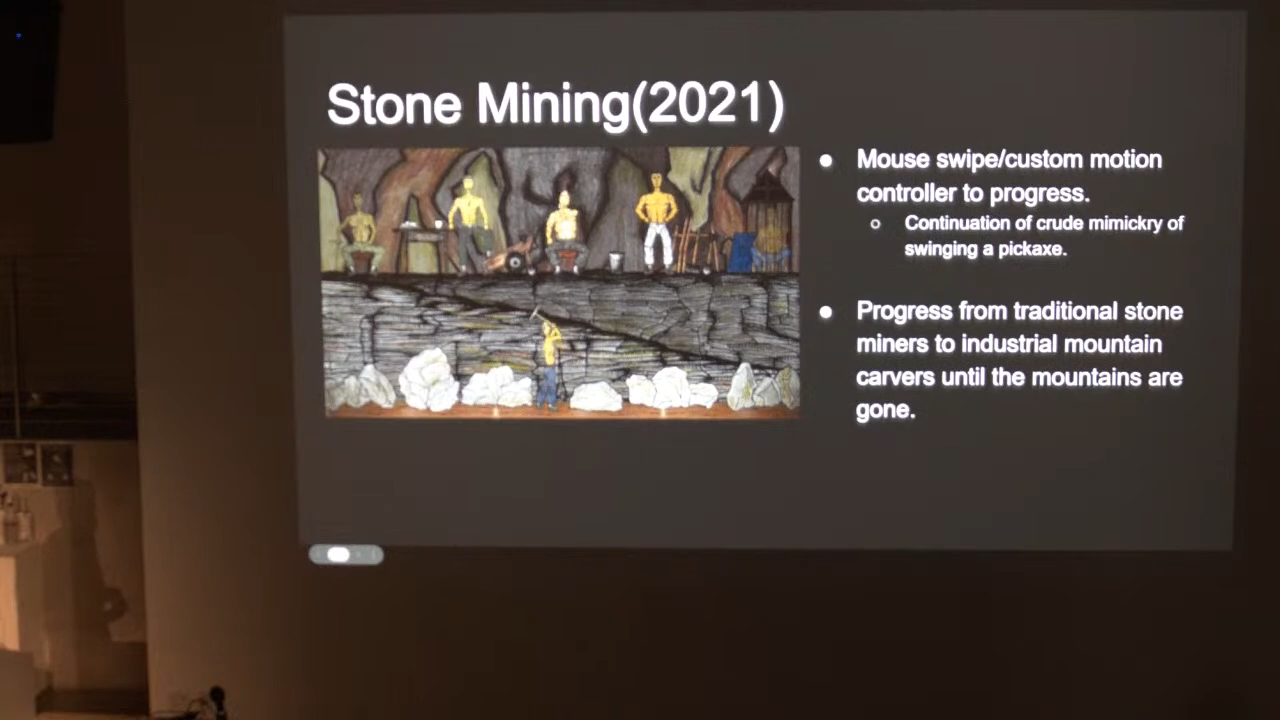 Stone Mining(2021)
● Mouse swipe/custom motion
controller to progress.
○ Continuation of crude mimickry of
swinging a pickaxe.
● Progress from traditional stone
miners to industrial mountain
carvers until the mountains are
gone.